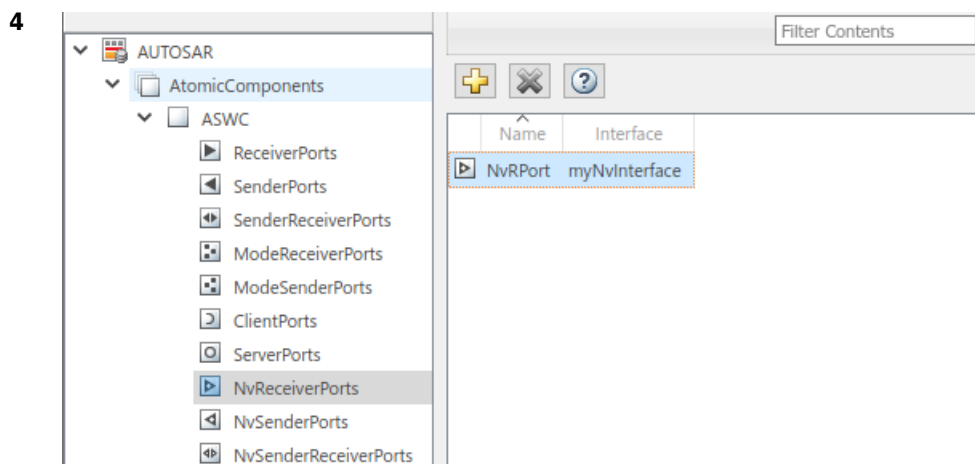 4
Filter Contents
AUTOSAR
AtomicComponents
ASWC
ReceiverPorts
SenderPorts
SenderReceiverPorts
ModeReceiverPorts
ModeSenderPorts
ClientPorts
ServerPorts
NvReceiverPorts
NvSenderPorts
NvSenderReceiverPorts
Name Interface
NvRPort myNvInterface